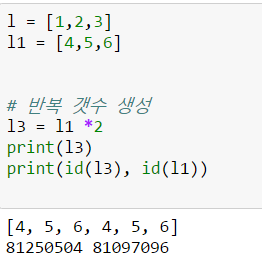 l = [1,2,3]
l1 = [4,5,6]
# 반복 갯수 생성
l3 = l1 *2
print(l3)
print(id(l3), id(l1))
[4, 5, 6, 4, 5, 6]
81250504 81097096